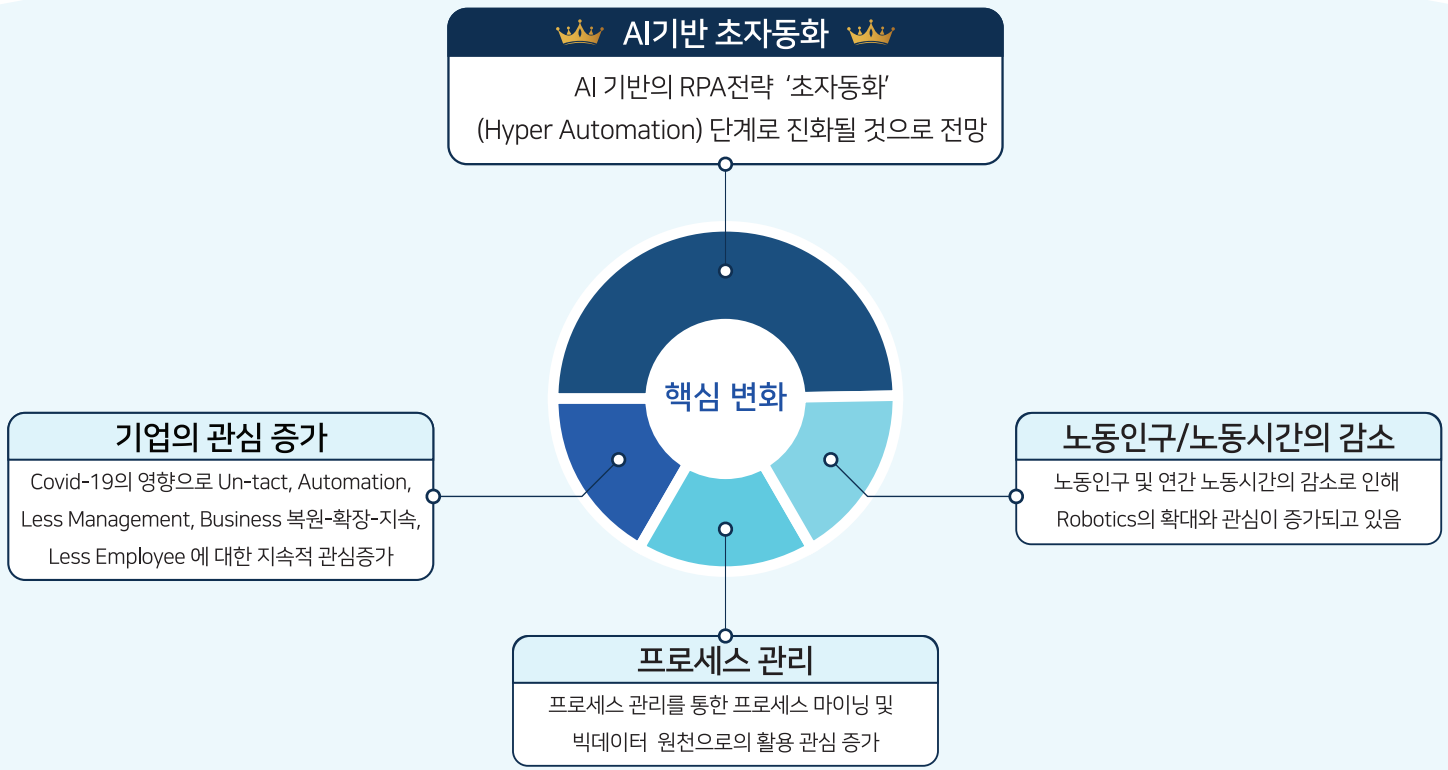 AI기반 초자동화
AI 기반의 RPA전략 ‘초자동화’
(Hyper Automation) 단계로 진화될 것으로 전망
핵심 변화
기업의 관심 증가
Covid-19의 영향으로 Un-tact, Automation,
Less Management, Business 복원-확장-지속,
Less Employee 에 대한 지속적 관심증가
노동인구/노동시간의 감소
노동인구 및 연간 노동시간의 감소로 인해
Robotics의 확대와 관심이 증가되고 있음
프로세스 관리
프로세스 관리를 통한 프로세스 마이닝 및
빅데이터 원천으로의 활용 관심 증가